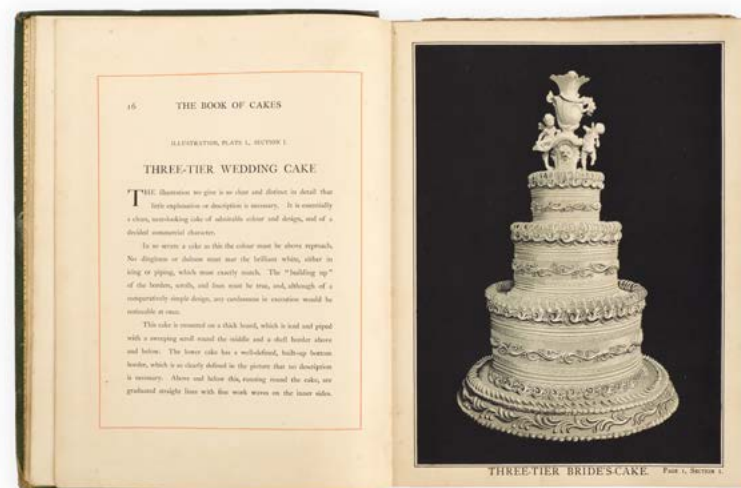 16 THE BOOK OF CAKES
ILLUSTRATION, PLATE I., SECTION I.
THREE-TIER WEDDING CAKE
THE illustration we give is so clear and distinct in detail that
little explanation or description is necessary. It is essentially
a clean, neat-looking cake of admirable colour and design, and of a
decided commercial character.
In so severe a cake as this the colour must be above reproach.
No dinginess or dulness must mar the brilliant white, either in
icing or piping, which must exactly match. The "building up"
of the borders, scrolls, and lines must be true, and, although of a
comparatively simple design, any carelessness in execution would be
noticeable at once.
This cake is mounted on a thick board, which is iced and piped
with a sweeping scroll round the middle and a shell border above
and below. The lower cake has a well-defined, built-up bottom
border, which is so clearly defined in the picture that no description
is necessary. Above and below this, running round the cake, are
graduated straight lines with fine work waves on the inner sides.
THREE-TIER BRIDE'S-CAKE. PAGE 1, SECTION 1.